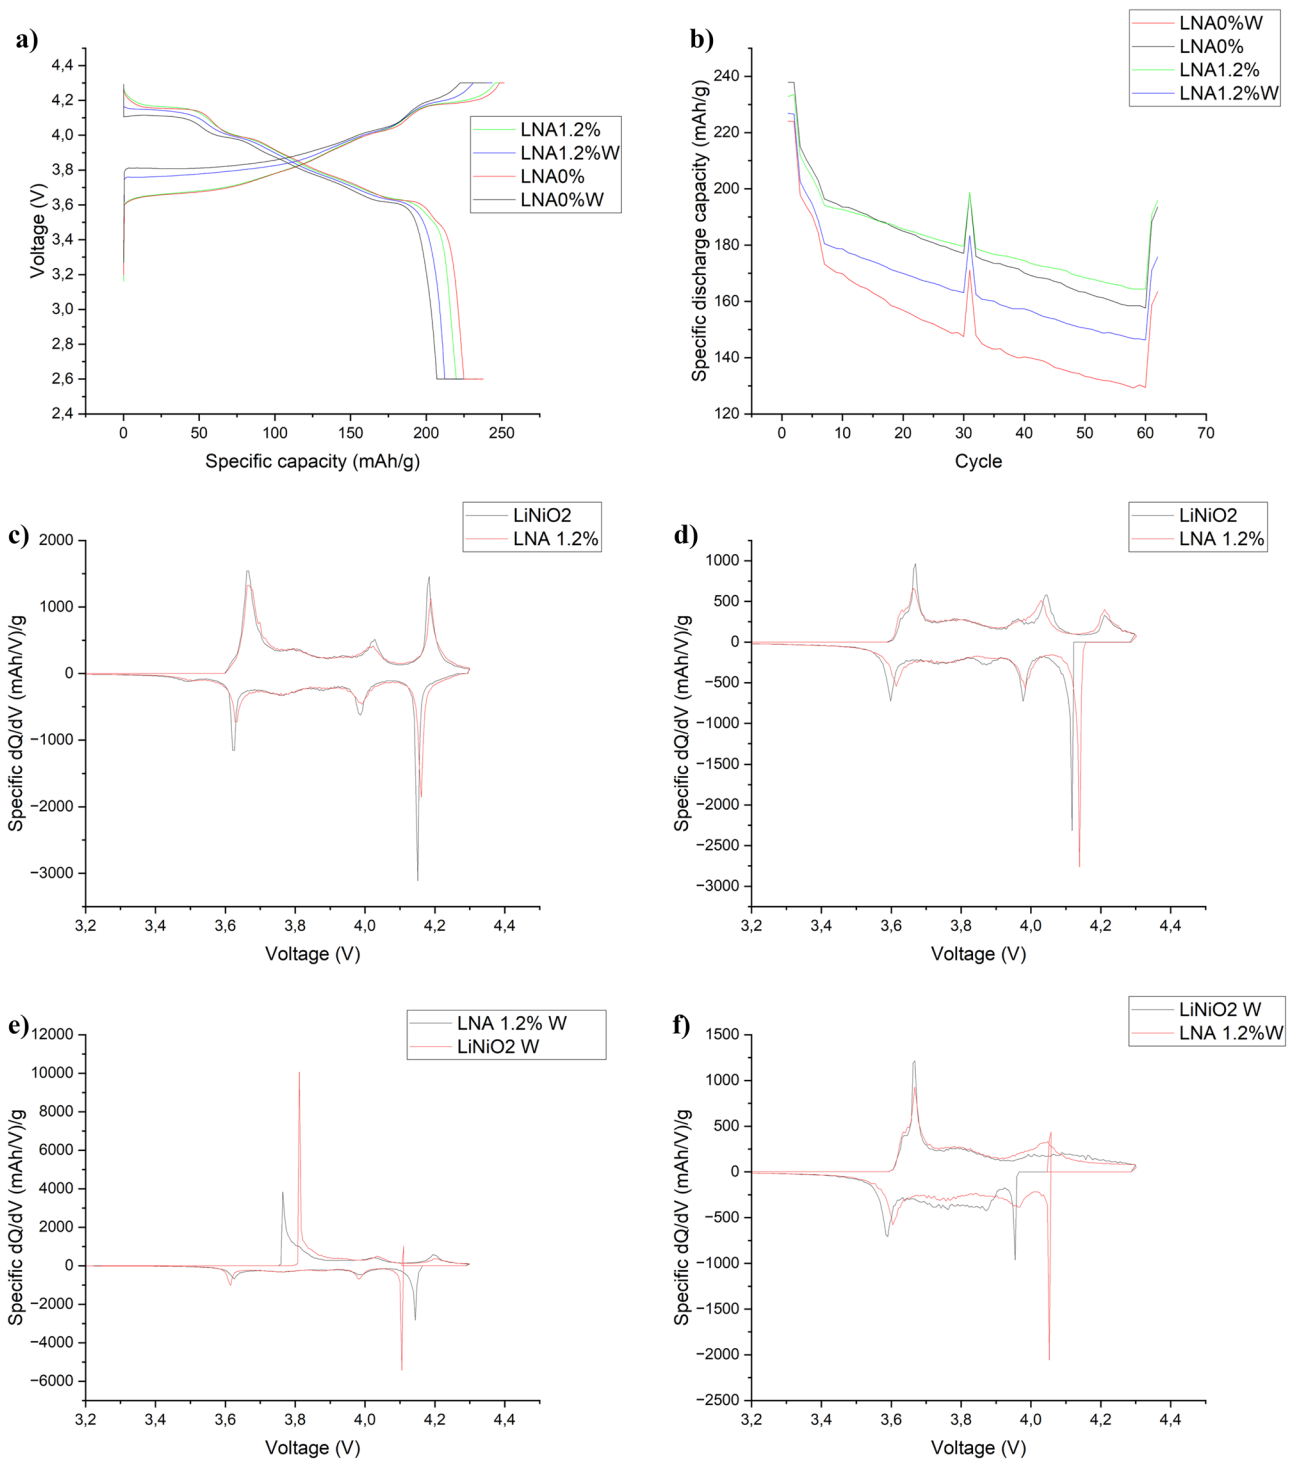 a)
4,4
4,2
4,0
3,8
3,6
3,4
3,2
3,0
2,8
2,6
2,4
Voltage (V)
0
50
100
150
200
250
Specific capacity (mAh/g)
LNA1.2%
LNA1.2%W
LNA0%
LNA0%W
b)
LNA0%W
LNA0%
LNA1.2%
LNA1.2%W
240
220
200
180
160
140
120
Specific discharge capacity (mAh/g)
0
10
20
30
40
50
60
70
Cycle
c)
LiNiO2
LNA 1.2%
2000
1000
0
−1000
−2000
−3000
Specific dQ/dV (mAh/V)/g
3,2
3,4
3,6
3,8
4,0
4,2
4,4
Voltage (V)
d)
LiNiO2
LNA 1.2%
1000
500
0
−500
−1000
−1500
−2000
−2500
−3000
Specific dQ/dV (mAh/V)/g
3,2
3,4
3,6
3,8
4,0
4,2
4,4
Voltage (V)
e)
LNA 1.2% W
LiNiO2 W
12000
10000
8000
6000
4000
2000
0
−2000
−4000
−6000
Specific dQ/dV (mAh/V)/g
3,2
3,4
3,6
3,8
4,0
4,2
4,4
Voltage (V)
f)
LiNiO2 W
LNA 1.2%W
1500
1000
500
0
−500
−1000
−1500
−2000
−2500
Specific dQ/dV (mAh/V)/g
3,2
3,4
3,6
3,8
4,0
4,2
4,4
Voltage (V)